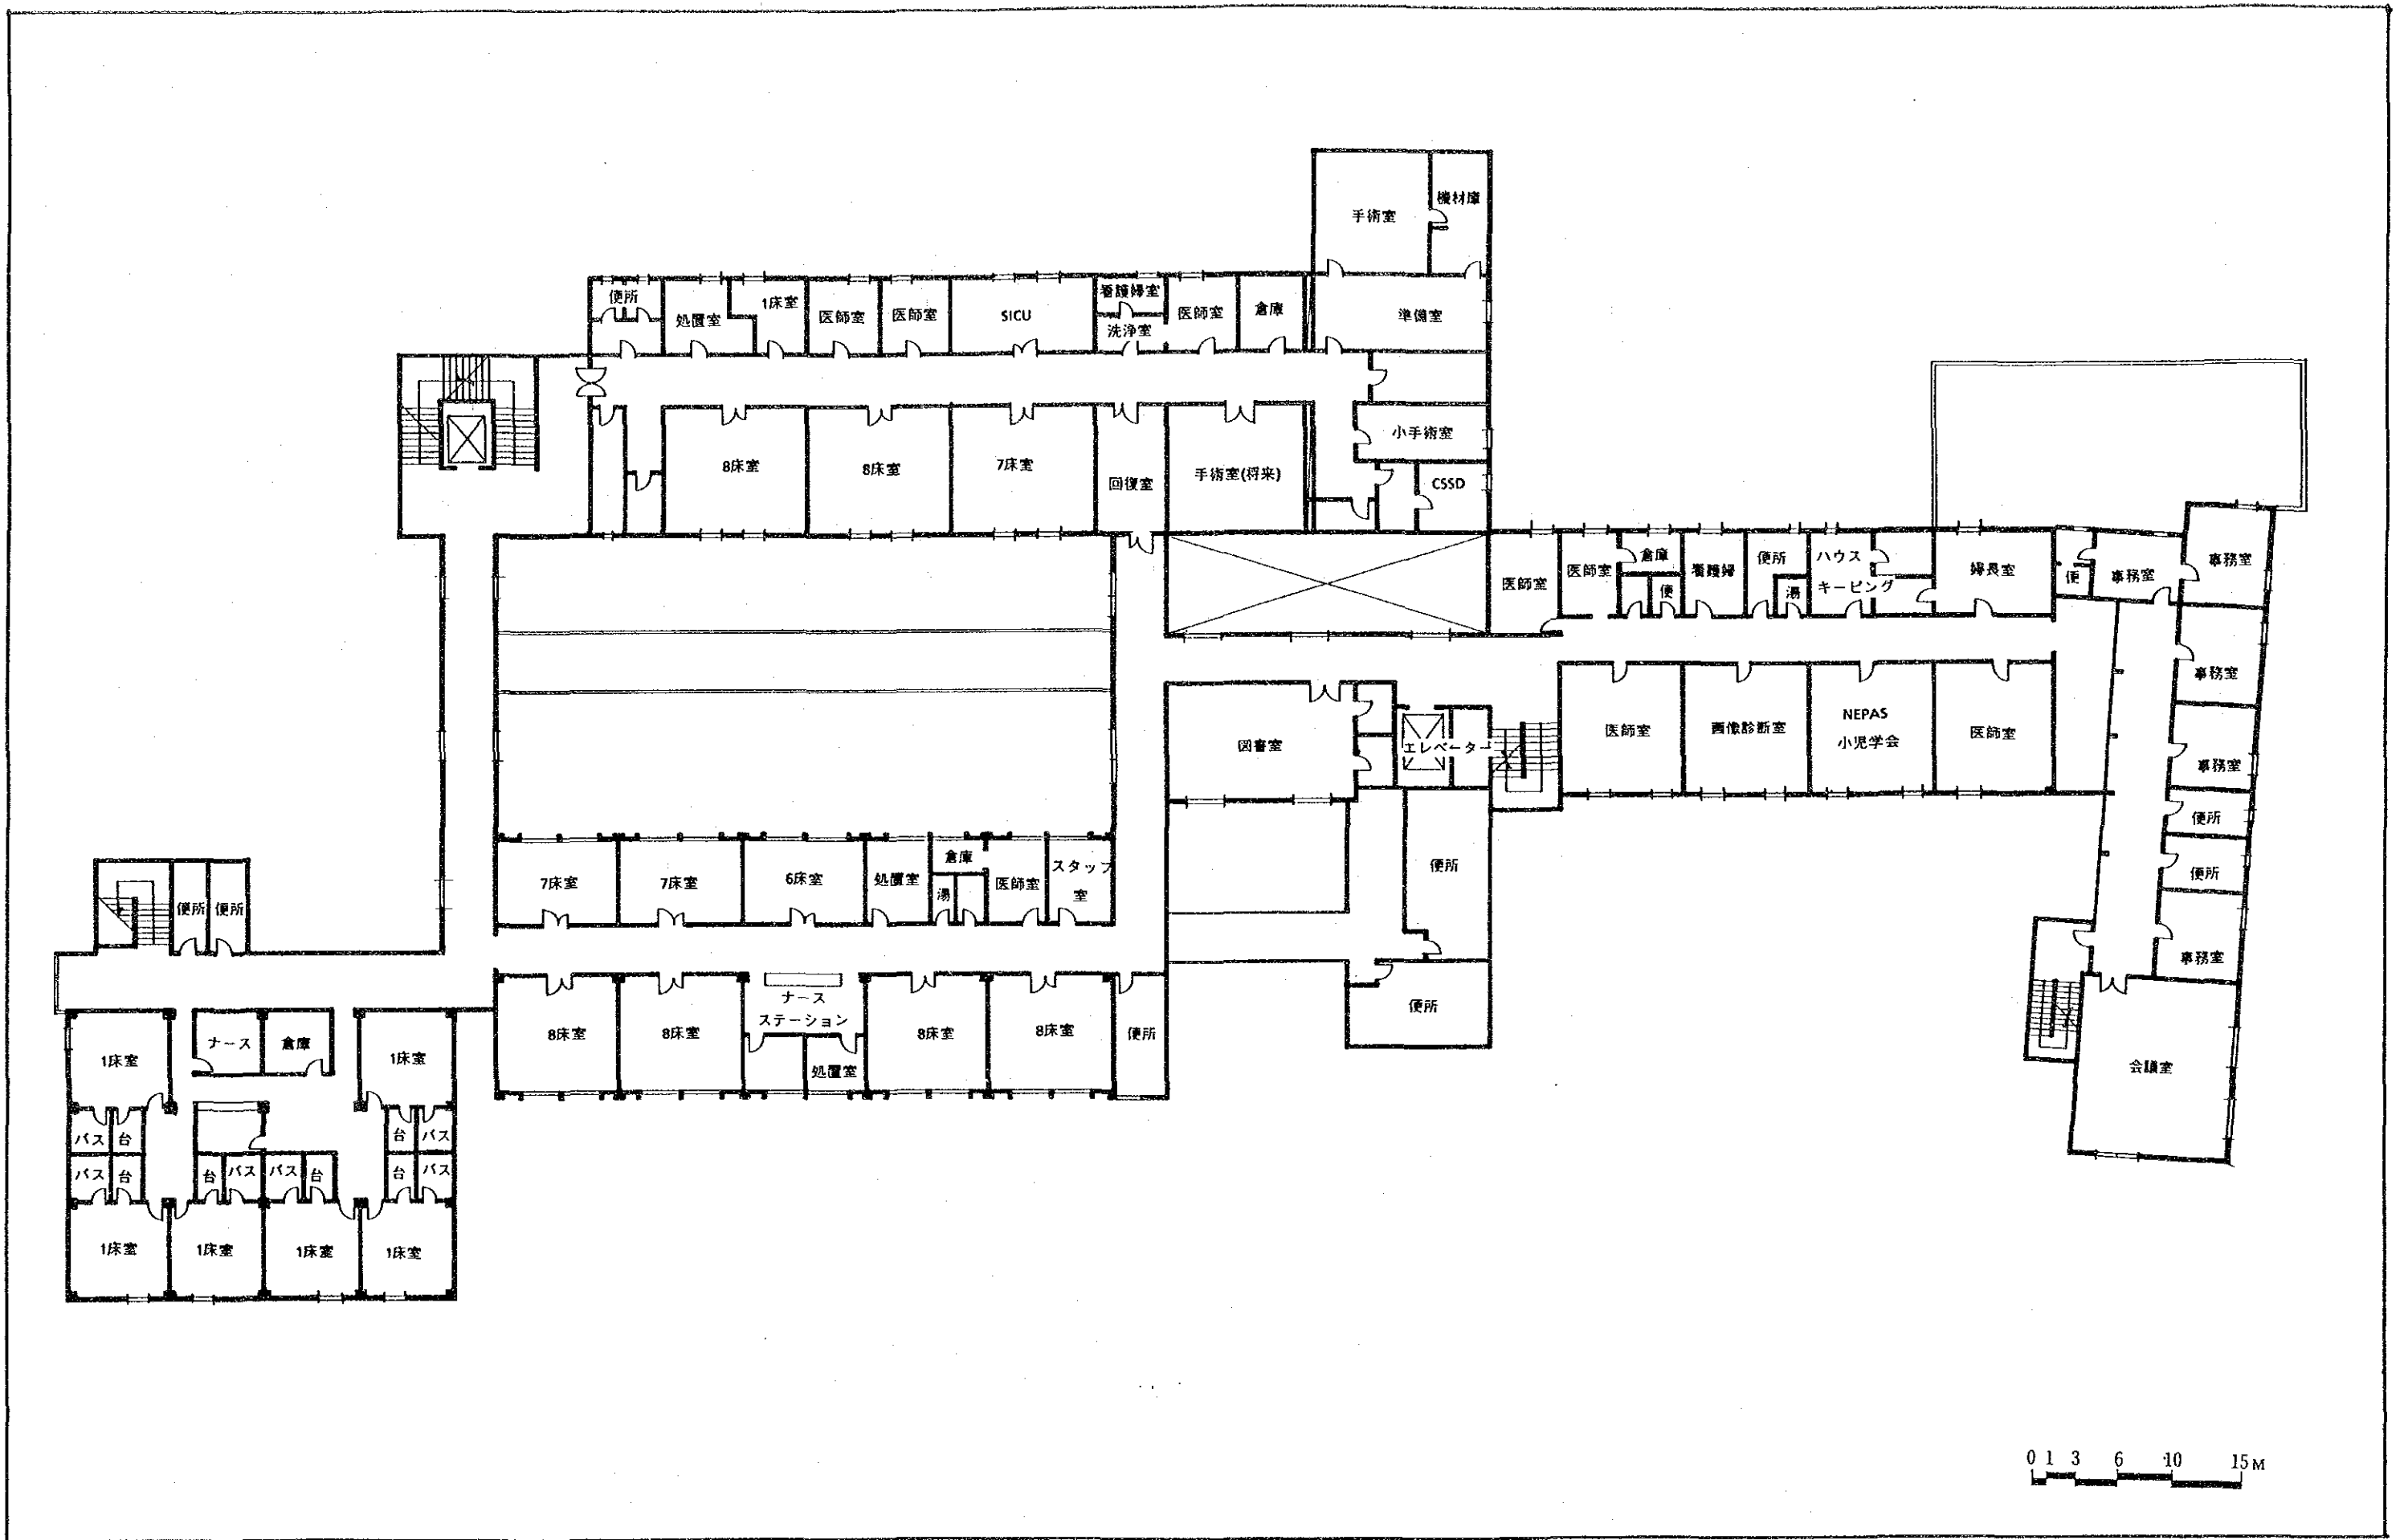 手術室
機材庫
便所
処置室
1床室
医師室
医師室
SICU
看護婦室
洗浄室
医師室
倉庫
準備室
8床室
8床室
7床室
回復室
手術室(将来)
小手術室
CSSD
医師室
医師室
倉庫
便
看護婦
便所
湯
ハウス
キーピング
婦長室
便
事務室
事務室
事務室
事務室
便所
便所
事務室
会議室
図書室
エレベーター
医師室
画像診断室
NEPAS
小児学会
医師室
便所
便所
7床室
7床室
6床室
処置室
倉庫
湯
医師室
スタッフ
室
8床室
8床室
ナース
ステーション
処置室
8床室
8床室
便所
便所
便所
1床室
ナース
倉庫
1床室
バス
台
台
バス
バス
台
台
バス
バス
台
台
バス
1床室
1床室
1床室
1床室
0 1 3 6 10 15M